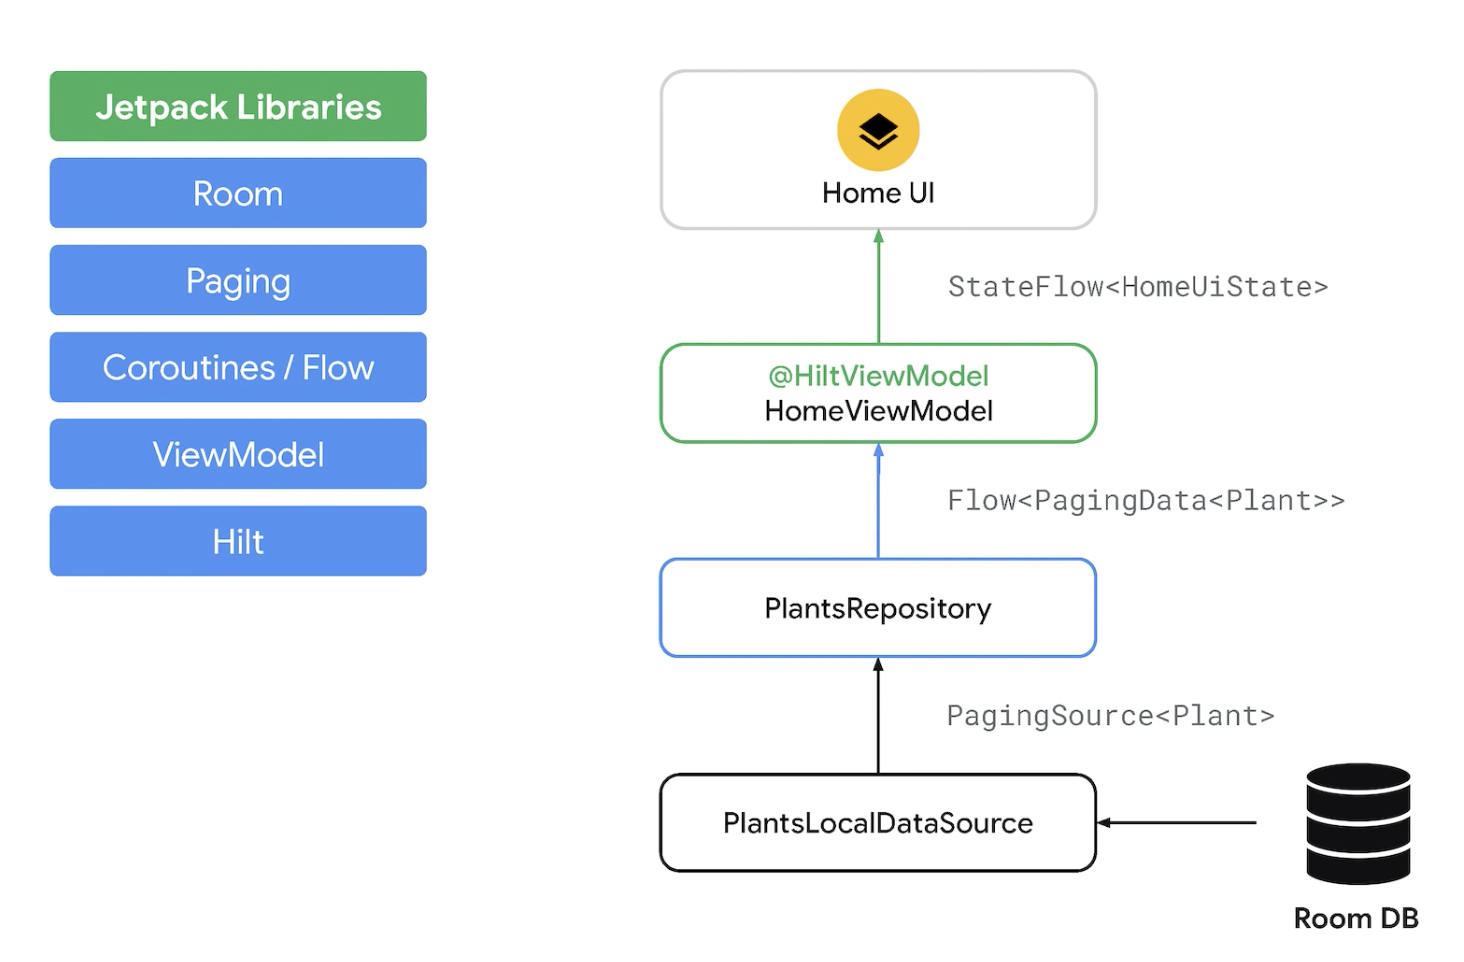 Jetpack Libraries
Room
Paging
Coroutines / Flow
ViewModel
Hilt
Home UI
StateFlow<HomeUiState>
@HiltViewModel
HomeViewModel
Flow<PagingData<Plant>>
PlantsRepository
PagingSource<Plant>
PlantsLocalDataSource
Room DB